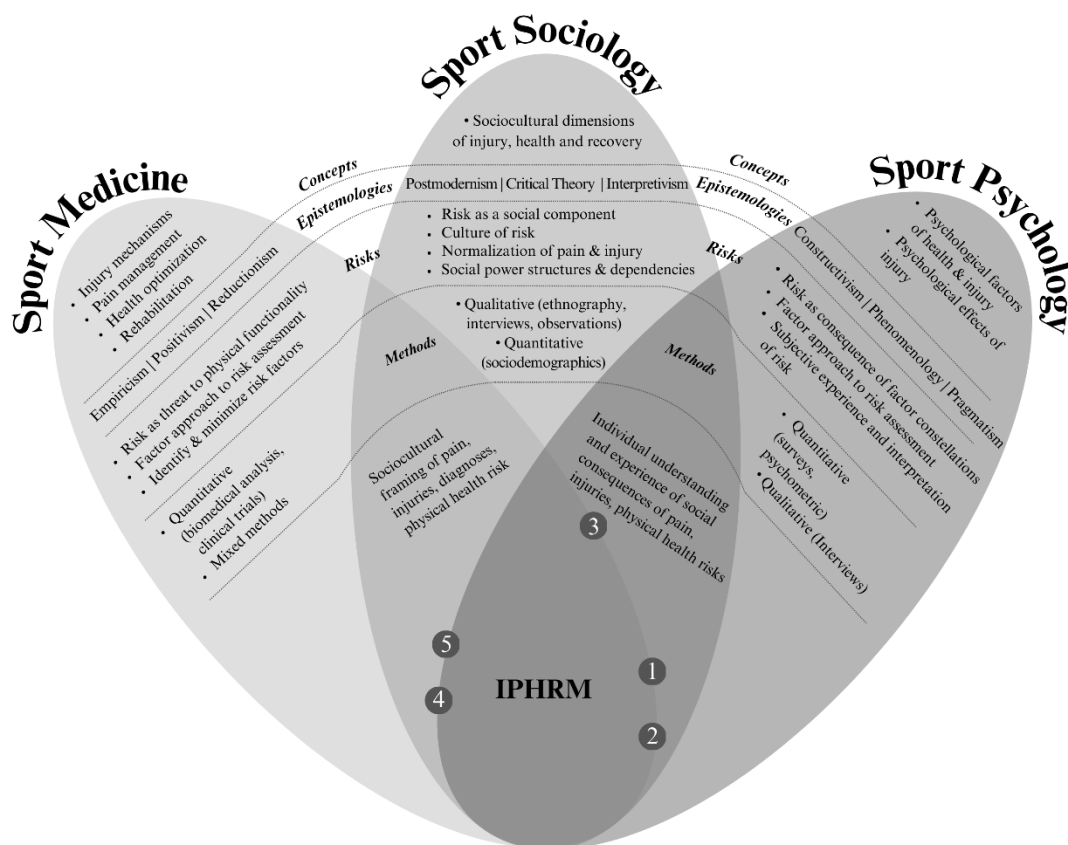 Sport Sociology
• Sociocultural dimensions
of injury, health and recovery
Concepts
Epistemologies
Risks
Methods
Postmodernism | Critical Theory | Interpretivism
• Risk as a social component
• Culture of risk
• Normalization of pain & injury
• Social power structures & dependencies
• Qualitative (ethnography,
interviews, observations)
• Quantitative
(sociodemographics)
Concepts
Epistemologies
Risks
Methods
Sport Medicine
• Injury mechanisms
• Pain management
• Health optimization
• Rehabilitation
Empiricism | Positivism | Reductionism
• Risk as threat to physical functionality
• Factor approach to risk assessment
• Identify & minimize risk factors
• Quantitative
(biomedical analysis,
clinical trials)
• Mixed methods
Sport Psychology
• Psychological factors
of health & injury
• Psychological effects of
injury
Constructivism | Phenomenology | Pragmatism
• Risk as consequence of factor constellations
• Factor approach to risk assessment
• Subjective experience and interpretation
of risk
• Quantitative
(surveys,
psychometric)
• Qualitative (Interviews)
Sociocultural
framing of pain,
injuries, diagnoses,
physical health risk
Individual understanding
and experience of social
consequences of pain,
injuries, physical health risks
3
5
1
IPHRM
4
2